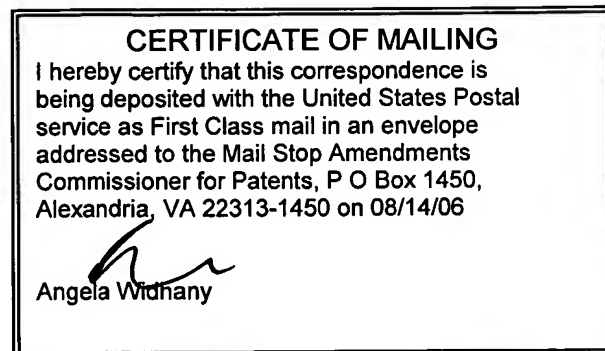 CERTIFICATE OF MAILING
I hereby certify that this correspondence is
being deposited with the United States Postal
service as First Class mail in an envelope
addressed to the Mail Stop Amendments
Commissioner for Patents, P O Box 1450,
Alexandria, VA 22313-1450 on 08/14/06
Angela Widhany